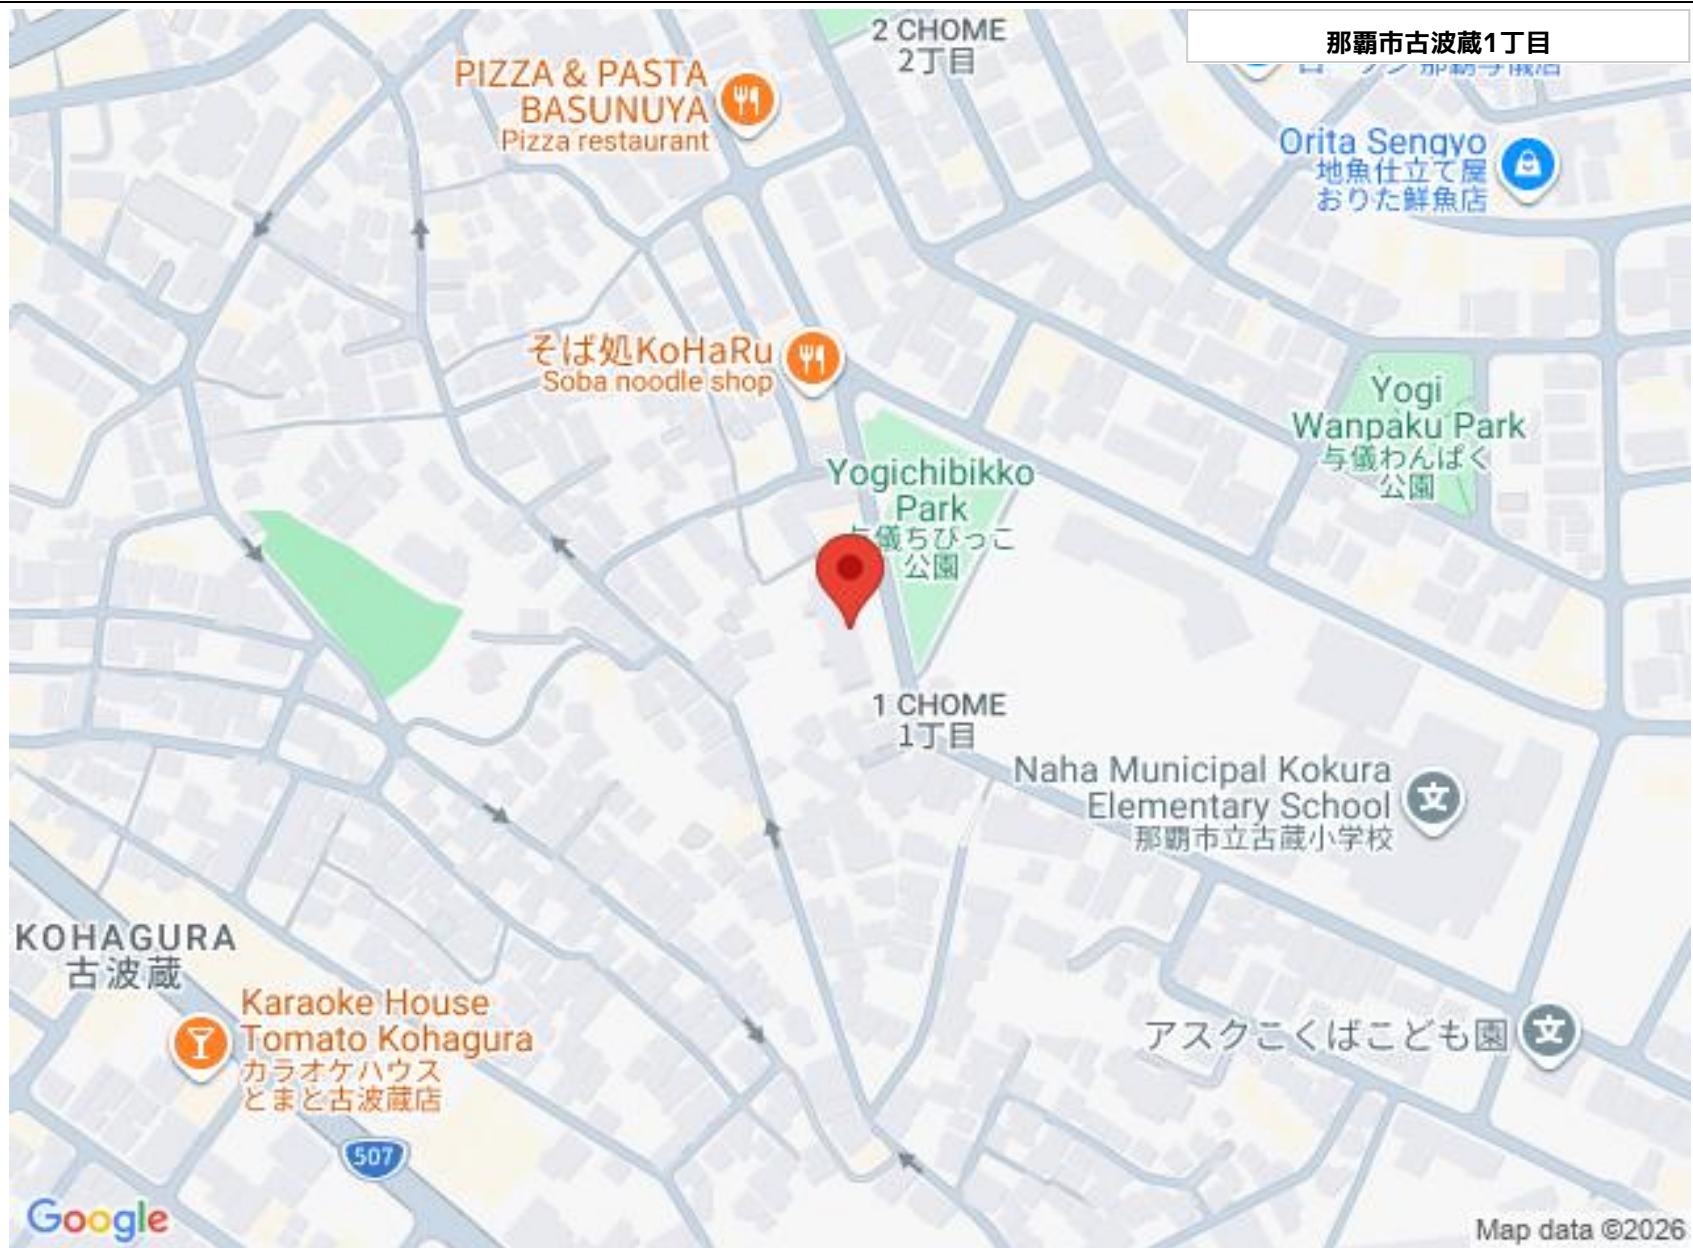 那覇市古波蔵1丁目
2 CHOME
2丁目
PIZZA & PASTA
BASUNUYA
Pizza restaurant
Orita Sengyo
地魚仕立て屋
おりた鮮魚店
そば処KoHaRu
Soba noodle shop
Yogi
Wanpaku Park
与儀わんぱく
公園
Yogichibikko
Park
与儀ちびっこ
公園
1 CHOME
1丁目
Naha Municipal Kokura
Elementary School
那覇市立古蔵小学校
KOHAGURA
古波蔵
Karaoke House
Tomato Kohagura
カラオケハウス
とまと古波蔵店
アスクこくばこども園
507
Google
Map data ©2026